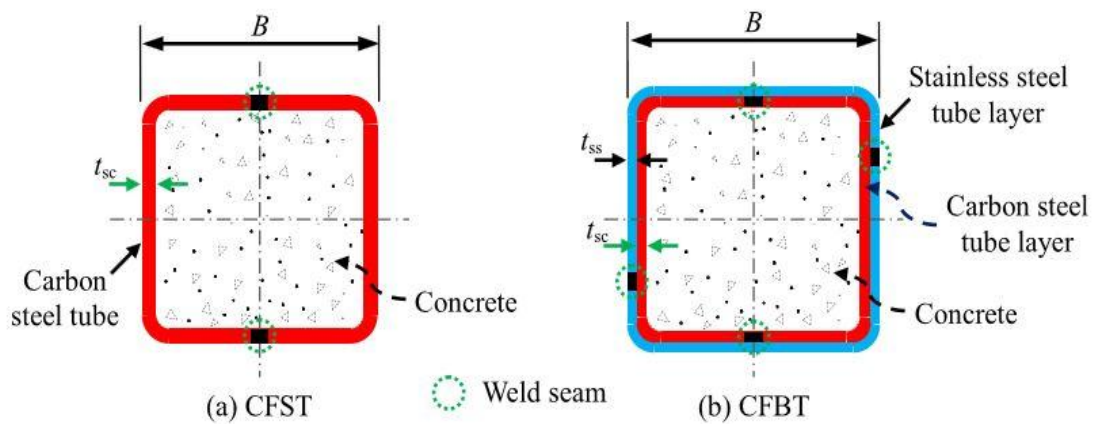 B
t_sc
Carbon
steel tube
Concrete
(a) CFST
Weld seam
B
Stainless steel
tube layer
t_ss
Carbon steel
tube layer
t_sc
Concrete
(b) CFBT